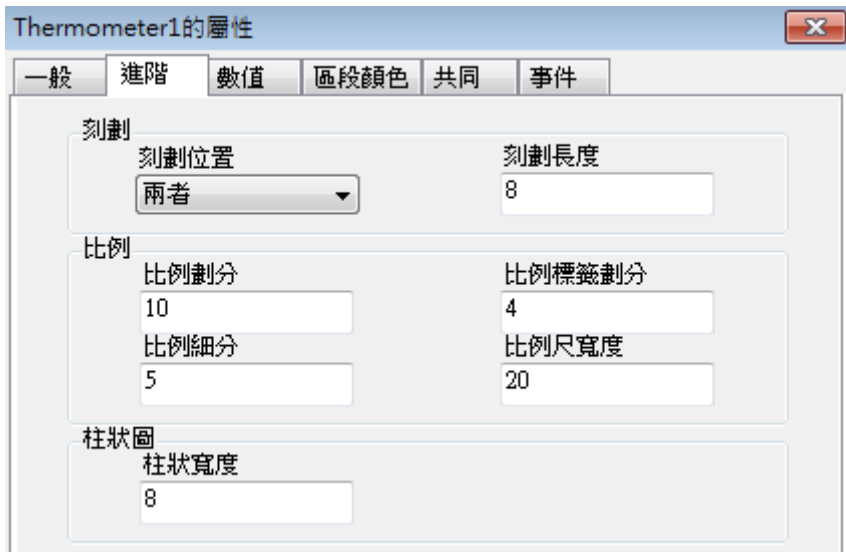 Thermometer1的屬性
一般 進階 數值 區段顏色 共同 事件
刻劃
刻劃位置 刻劃長度
兩者 8
比例
比例劃分 比例標籤劃分
10 4
比例細分 比例尺寬度
5 20
柱狀圖
柱狀寬度
8